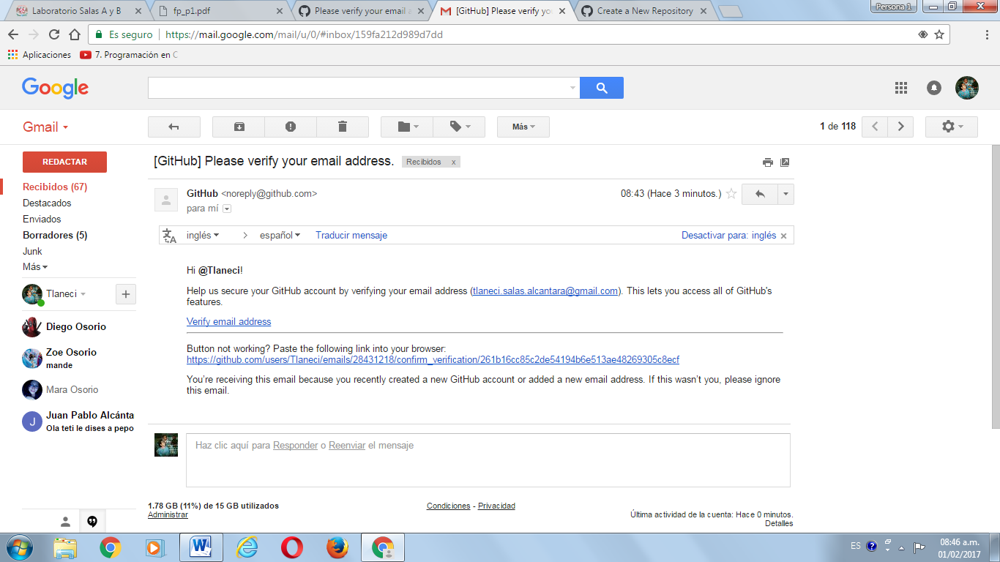 Laboratorio Salas A y B
fp_p1.pdf
Please verify your email a
[GitHub] Please verify yo
Create a New Repository
Persona 1
Es seguro
https://mail.google.com/mail/u/0/#inbox/159fa212d989d7dd
Aplicaciones
7. Programación en C
Google
Gmail
Más
1 de 118
REDACTAR
[GitHub] Please verify your email address.
Recibidos x
Recibidos (67)
Destacados
Enviados
Borradores (5)
Junk
Más
GitHub <noreply@github.com>
08:43 (Hace 3 minutos.)
para mí
inglés > español Traducir mensaje
Desactivar para: inglés x
Hi @Tlaneci!
Help us secure your GitHub account by verifying your email address (tlaneci.salas.alcantara@gmail.com). This lets you access all of GitHub's
features.
Verify email address
Button not working? Paste the following link into your browser:
https://github.com/users/Tlaneci/emails/28431218/confirm_verification/261b16cc85c2de54194b6e513ae48269305c8ecf
You're receiving this email because you recently created a new GitHub account or added a new email address. If this wasn't you, please ignore
this email.
Tlaneci
Diego Osorio
Zoe Osorio
mande
Mara Osorio
J
Juan Pablo Alcánta
Ola teti le dises a pepo
Haz clic aquí para Responder o Reenviar el mensaje
1.78 GB (11%) de 15 GB utilizados
Administrar
Condiciones - Privacidad
Última actividad de la cuenta: Hace 0 minutos.
Detalles
ES
08:46 a.m.
01/02/2017